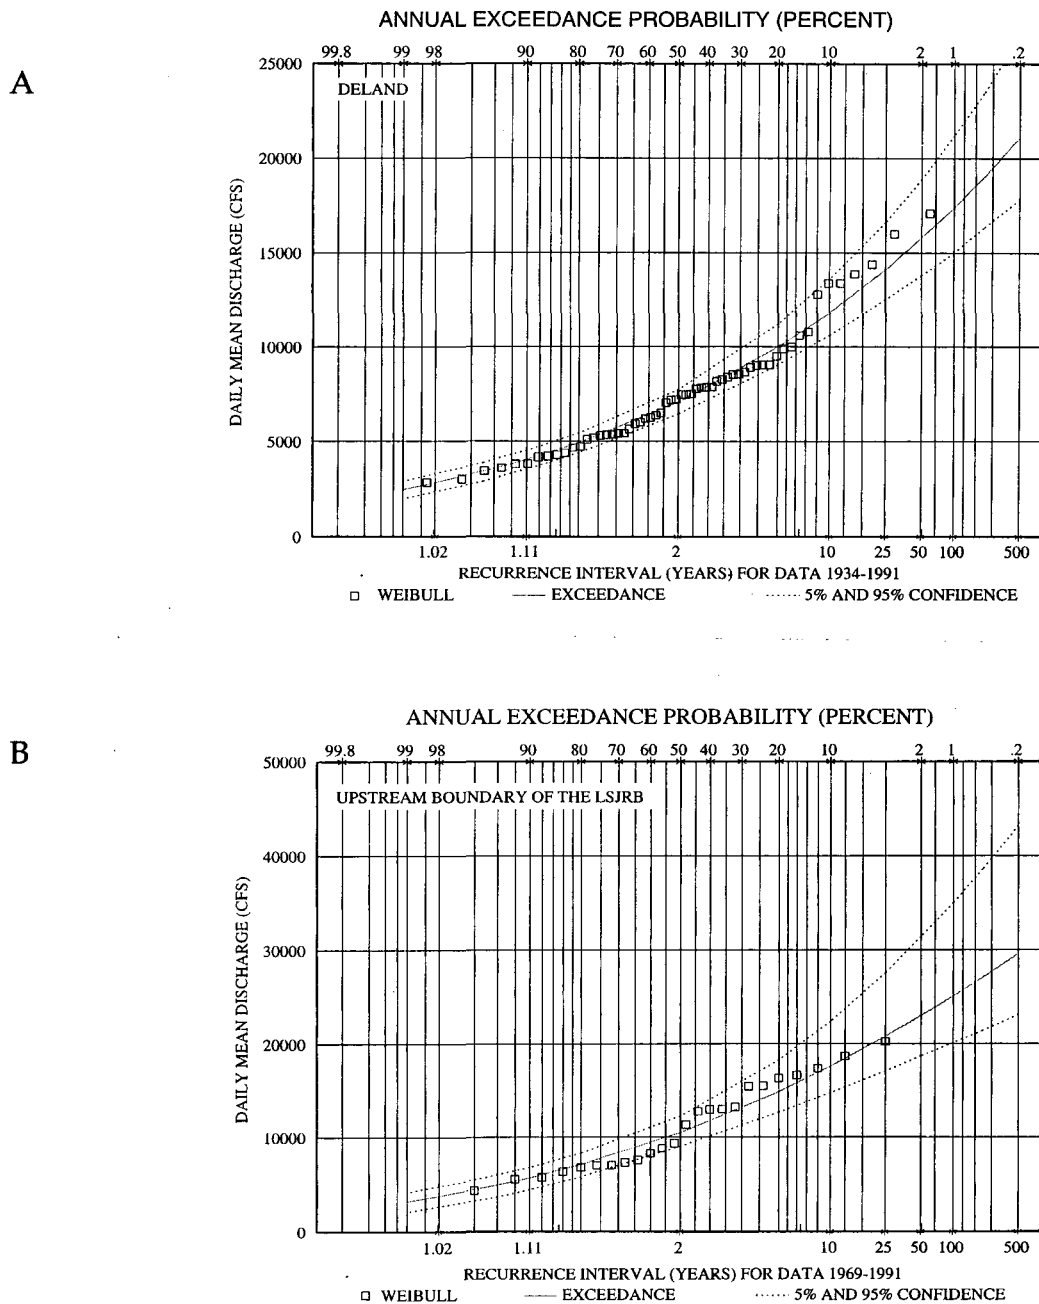 ANNUAL EXCEEDANCE PROBABILITY (PERCENT)
99.8 99 98 90 80 70 60 50 40 30 20 10 2 1 .2
A
25000
DELAND
20000
15000
10000
5000
0
DAILY MEAN DISCHARGE (CFS)
1.02 1.11 2 10 25 50 100 500
RECURRENCE INTERVAL (YEARS) FOR DATA 1934-1991
WEIBULL EXCEEDANCE 5% AND 95% CONFIDENCE
ANNUAL EXCEEDANCE PROBABILITY (PERCENT)
B
99.8 99 98 90 80 70 60 50 40 30 20 10 2 1 .2
50000
UPSTREAM BOUNDARY OF THE LSJRB
40000
30000
20000
10000
0
DAILY MEAN DISCHARGE (CFS)
1.02 1.11 2 10 25 50 100 500
RECURRENCE INTERVAL (YEARS) FOR DATA 1969-1991
WEIBULL EXCEEDANCE 5% AND 95% CONFIDENCE